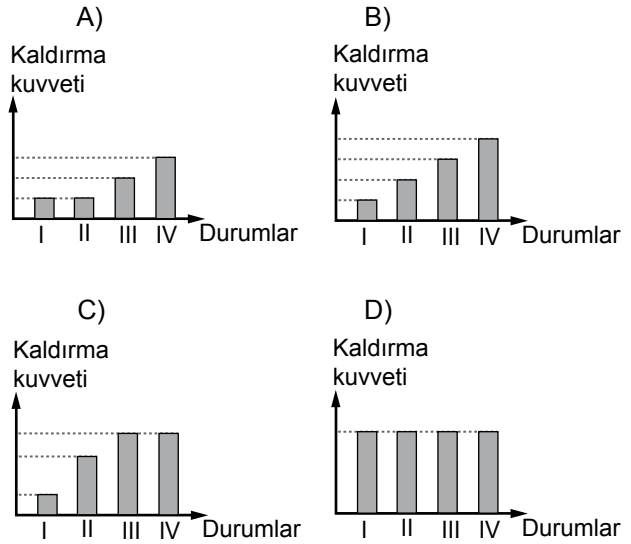 A)
Kaldırma
kuvveti
I II III IV Durumlar
B)
Kaldırma
kuvveti
I II III IV Durumlar
C)
Kaldırma
kuvveti
I II III IV Durumlar
D)
Kaldırma
kuvveti
I II III IV Durumlar